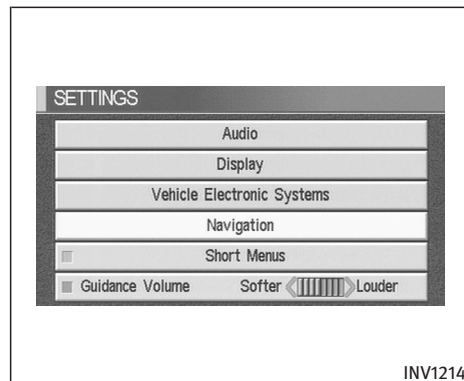 SETTINGS
Audio
Display
Vehicle Electronic Systems
Navigation
Short Menus
Guidance Volume Softer Louder
INV1214